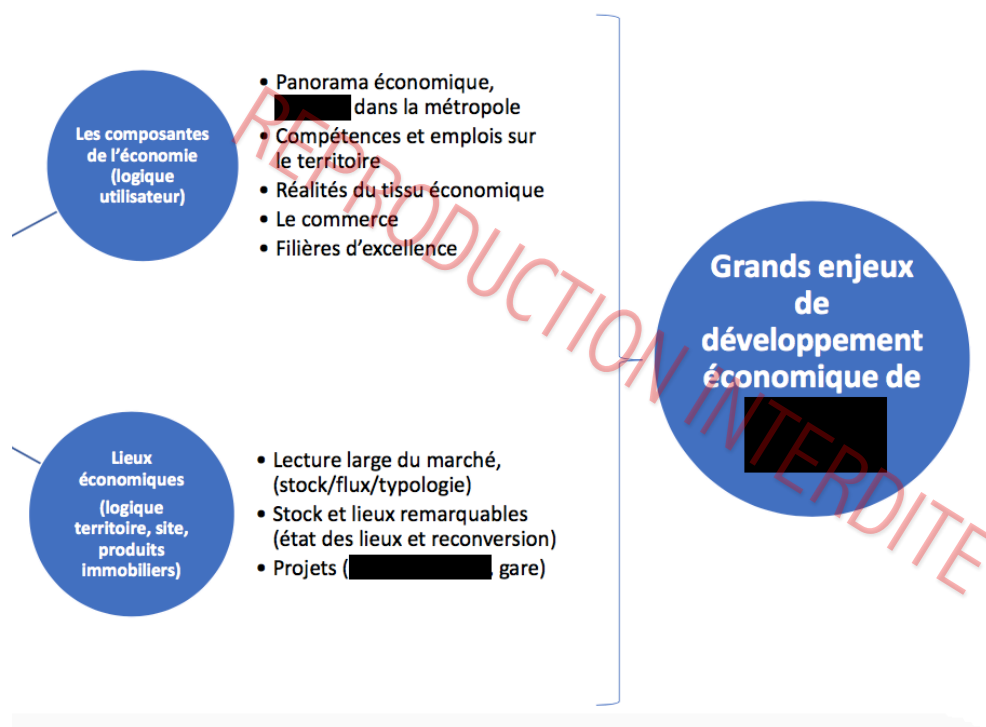 Les composantes
de l'économie
(logique
utilisateur)
• Panorama économique,
dans la métropole
• Compétences et emplois sur
le territoire
• Réalités du tissu économique
• Le commerce
• Filières d'excellence
Lieux
économiques
(logique
territoire, site,
produits
immobiliers)
• Lecture large du marché,
(stock/flux/typologie)
• Stock et lieux remarquables
(état des lieux et reconversion)
• Projets ( , gare)
Grands enjeux
de
développement
économique de
REPRODUCTION INTERDITE